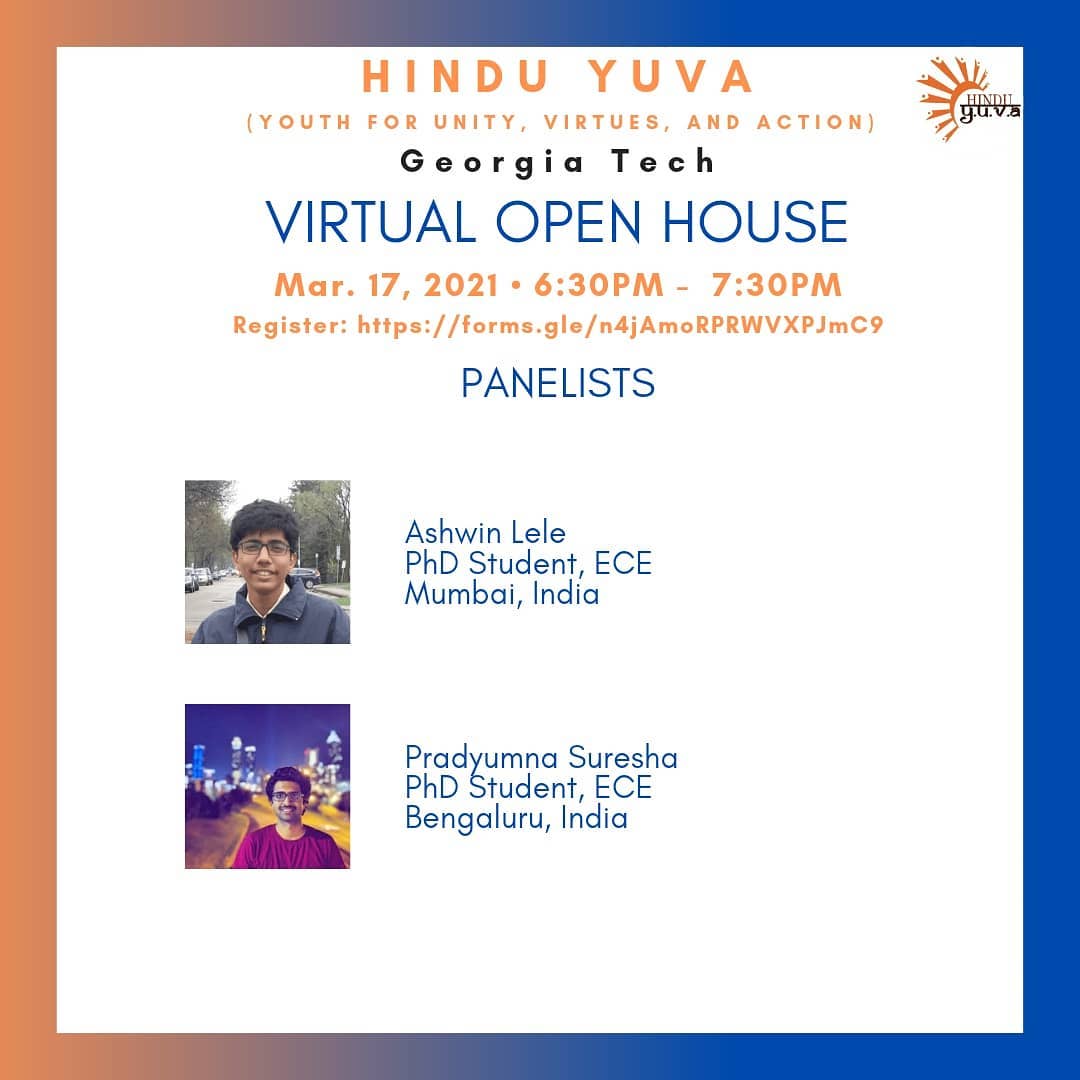 HINDU YUVA
(YOUTH FOR UNITY, VIRTUES, AND ACTION)
Georgia Tech
HINDU
y.u.v.a
VIRTUAL OPEN HOUSE
Mar. 17, 2021 • 6:30PM - 7:30PM
Register: https://forms.gle/n4jAmoRPRWVXPJmC9
PANELISTS
Ashwin Lele
PhD Student, ECE
Mumbai, India
Pradyumna Suresha
PhD Student, ECE
Bengaluru, India